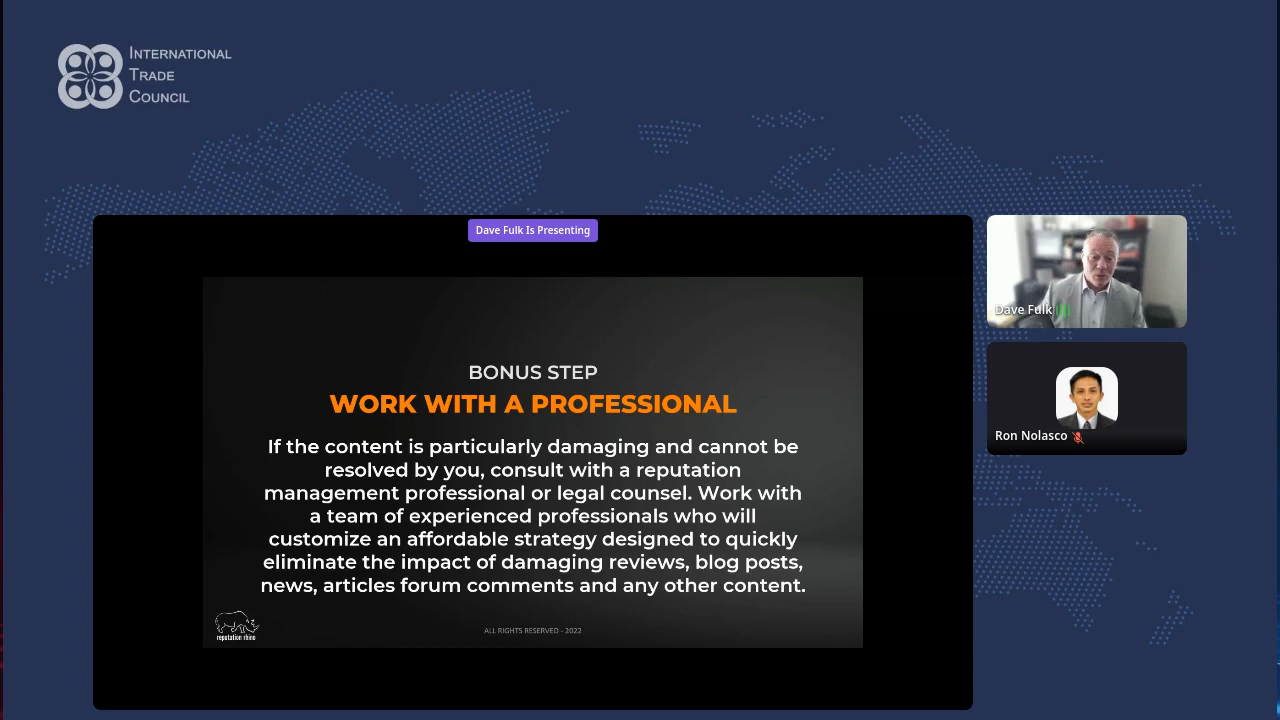 INTERNATIONAL
TRADE
COUNCIL
Dave Fulk Is Presenting
BONUS STEP
WORK WITH A PROFESSIONAL
If the content is particularly damaging and cannot be
resolved by you, consult with a reputation
management professional or legal counsel. Work with
a team of experienced professionals who will
customize an affordable strategy designed to quickly
eliminate the impact of damaging reviews, blog posts,
news, articles forum comments and any other content.
reputation rhino
ALL RIGHTS RESERVED - 2022
Dave Fulk
Ron Nolasco